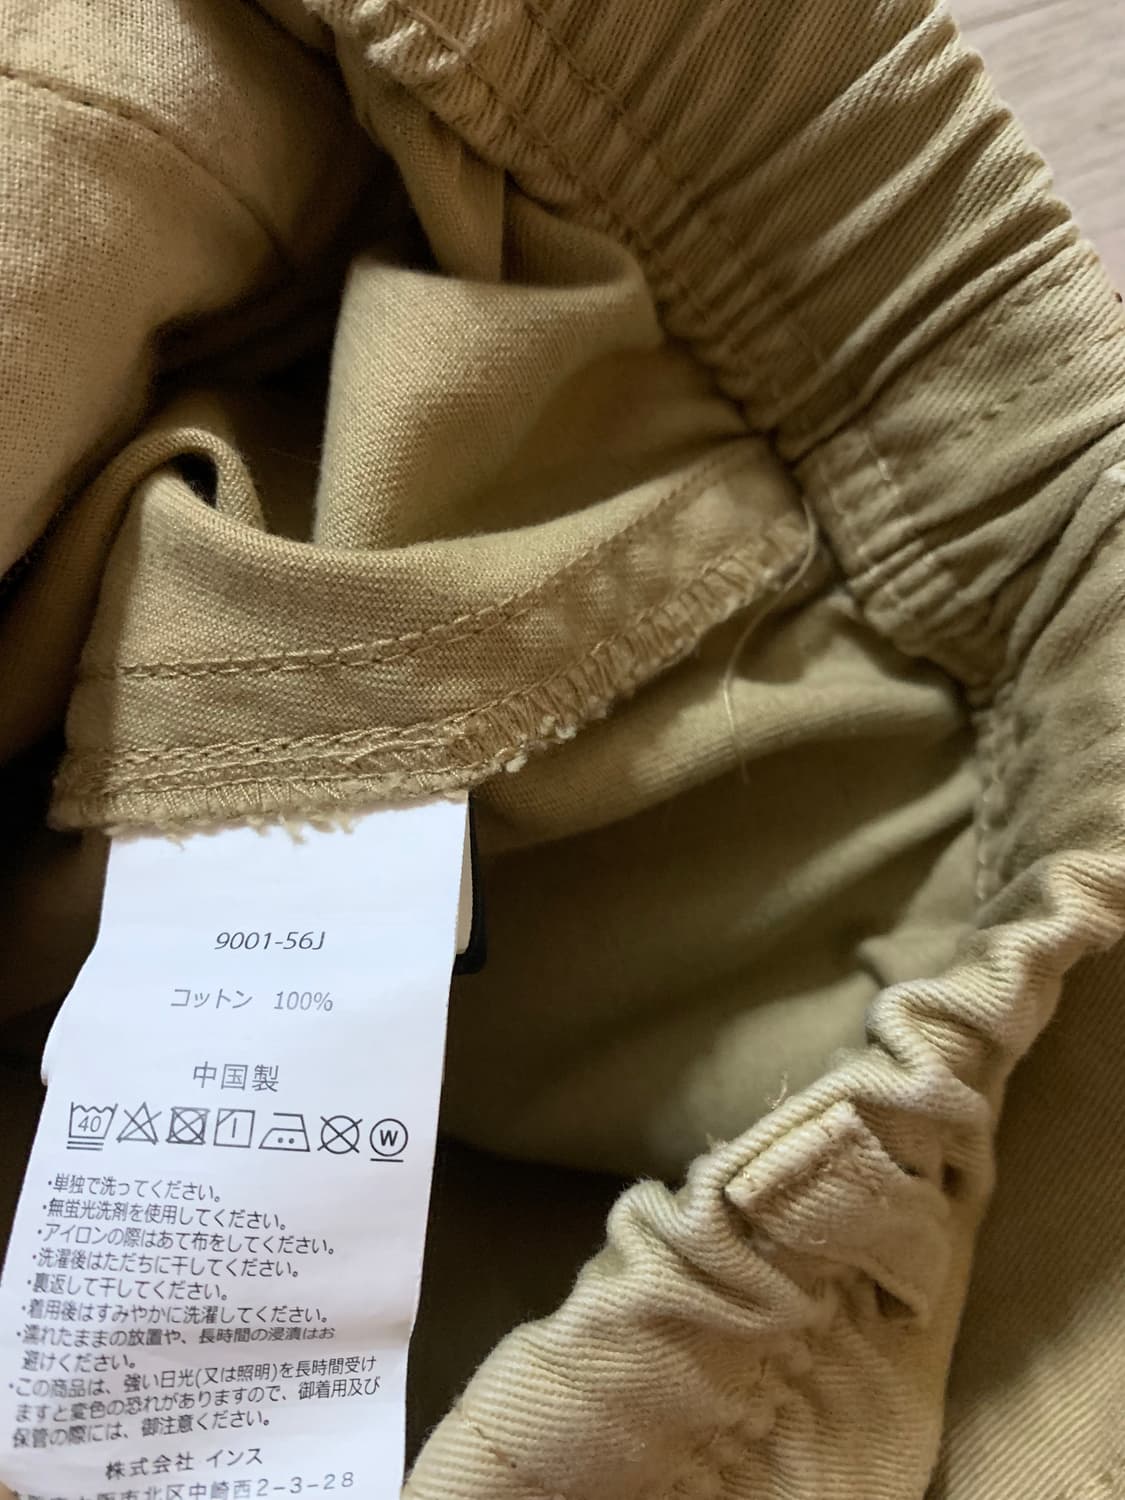 9001-56J
コットン 100%
中国製
40
W
・単独で洗ってください。
・無蛍光洗剤を使用してください。
・アイロンの際はあて布をしてください。
・洗濯後はただちに干してください。
・裏返して干してください。
・着用後はすみやかに洗濯してください。
・濡れたままの放置や、長時間の浸漬はお
避けください。
・この商品は、強い日光(又は照明)を長時間受け
ますと変色の恐れがありますので、御着用及び
保管の際には、御注意ください。
株式会社 インス
大阪市北区中崎西2-3-28